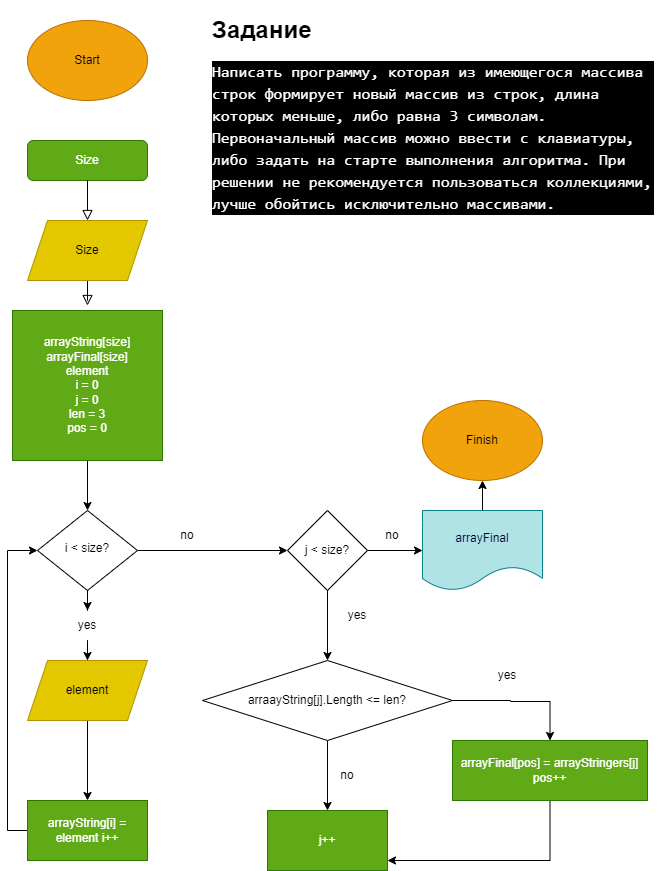 Задание
Написать программу, которая из имеющегося массива
строк формирует новый массив из строк, длина
которых меньше, либо равна 3 символам.
Первоначальный массив можно ввести с клавиатуры,
либо задать на старте выполнения алгоритма. При
решении не рекомендуется пользоваться коллекциями,
лучше обойтись исключительно массивами.
Start
Size
Size
arrayString[size]
arrayFinal[size]
element
i = 0
j = 0
len = 3
pos = 0
i < size?
no
j < size?
no
arrayFinal
Finish
yes
yes
element
arrayString[i] =
element i++
arraayString[j].Length <= len?
yes
arrayFinal[pos] = arrayStringers[j]
pos++
no
j++